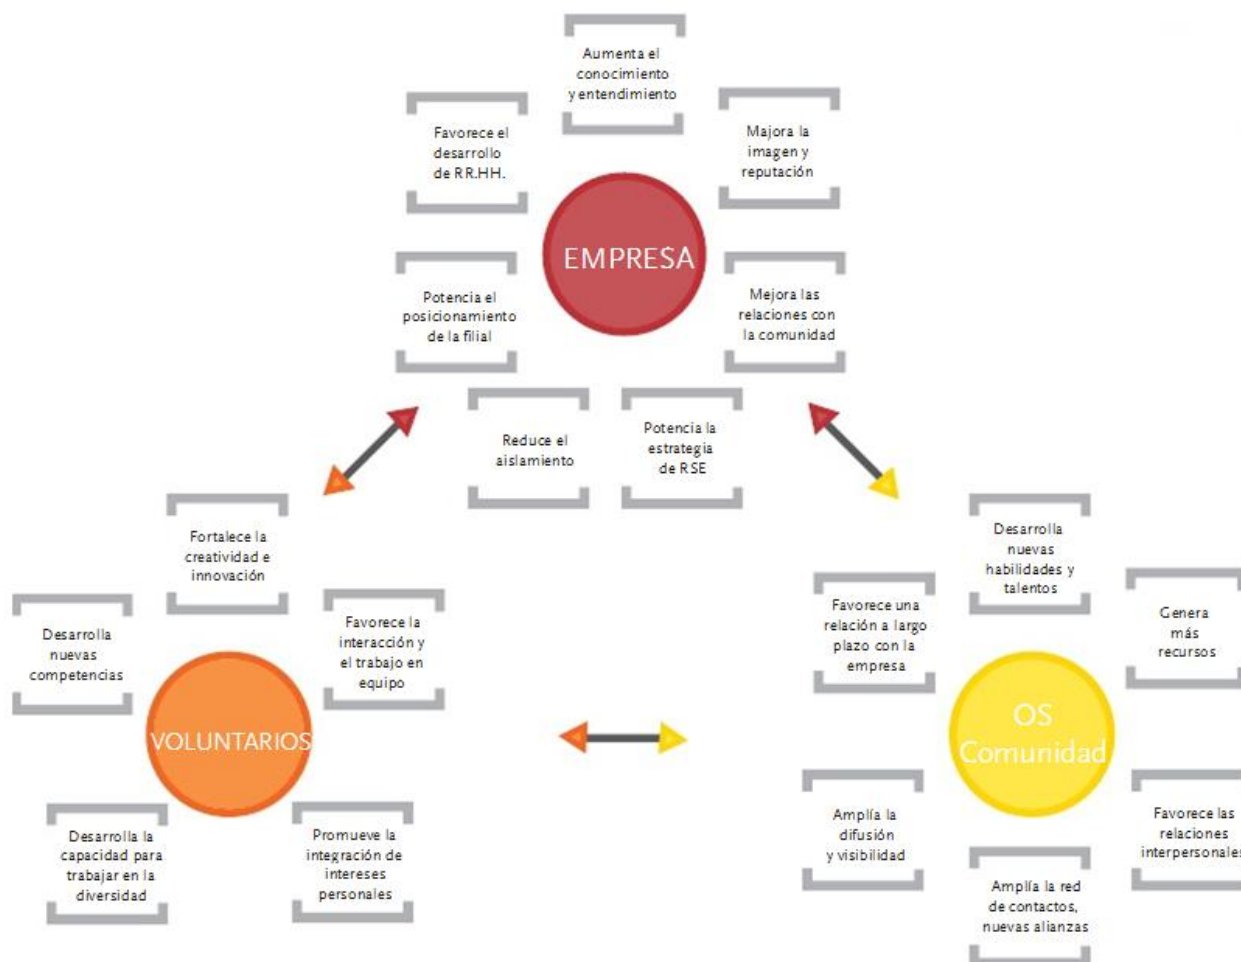 Aumenta el
conocimiento
y entendimiento
Favorece el
desarrollo
de RR.HH.
Majora la
imagen y
reputación
EMPRESA
Potencia el
posicionamiento
de la filial
Mejora las
relaciones con
la comunidad
Reduce el
aislamiento
Potencia la
estrategia
de RSE
Fortalece la
creatividad e
innovación
Desarrolla
nuevas
competencias
Favorece la
interacción y
el trabajo en
equipo
VOLUNTARIOS
Desarrolla la
capacidad para
trabajar en la
diversidad
Promueve la
integración de
intereses
personales
Desarrolla
nuevas
habilidades y
talentos
Favorece una
relación a largo
plazo con la
empresa
Genera
más
recursos
OS
Comunidad
Amplía la
difusión
y visibilidad
Favorece las
relaciones
interpersonales
Amplía la red
de contactos,
nuevas alianzas